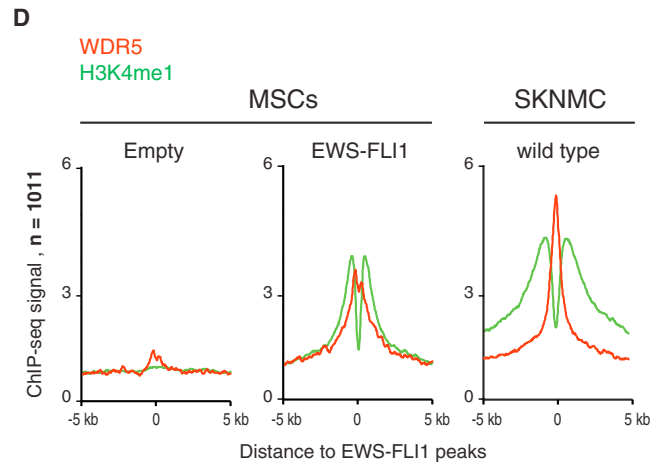 D
WDR5
H3K4me1
MSCs SKNMC
Empty EWS-FLI1 wild type
ChIP-seq signal , n = 1011
6 6 6
3 3 3
0 0 0
-5 kb 0 5 kb -5 kb 0 5 kb -5 kb 0 5 kb
Distance to EWS-FLI1 peaks